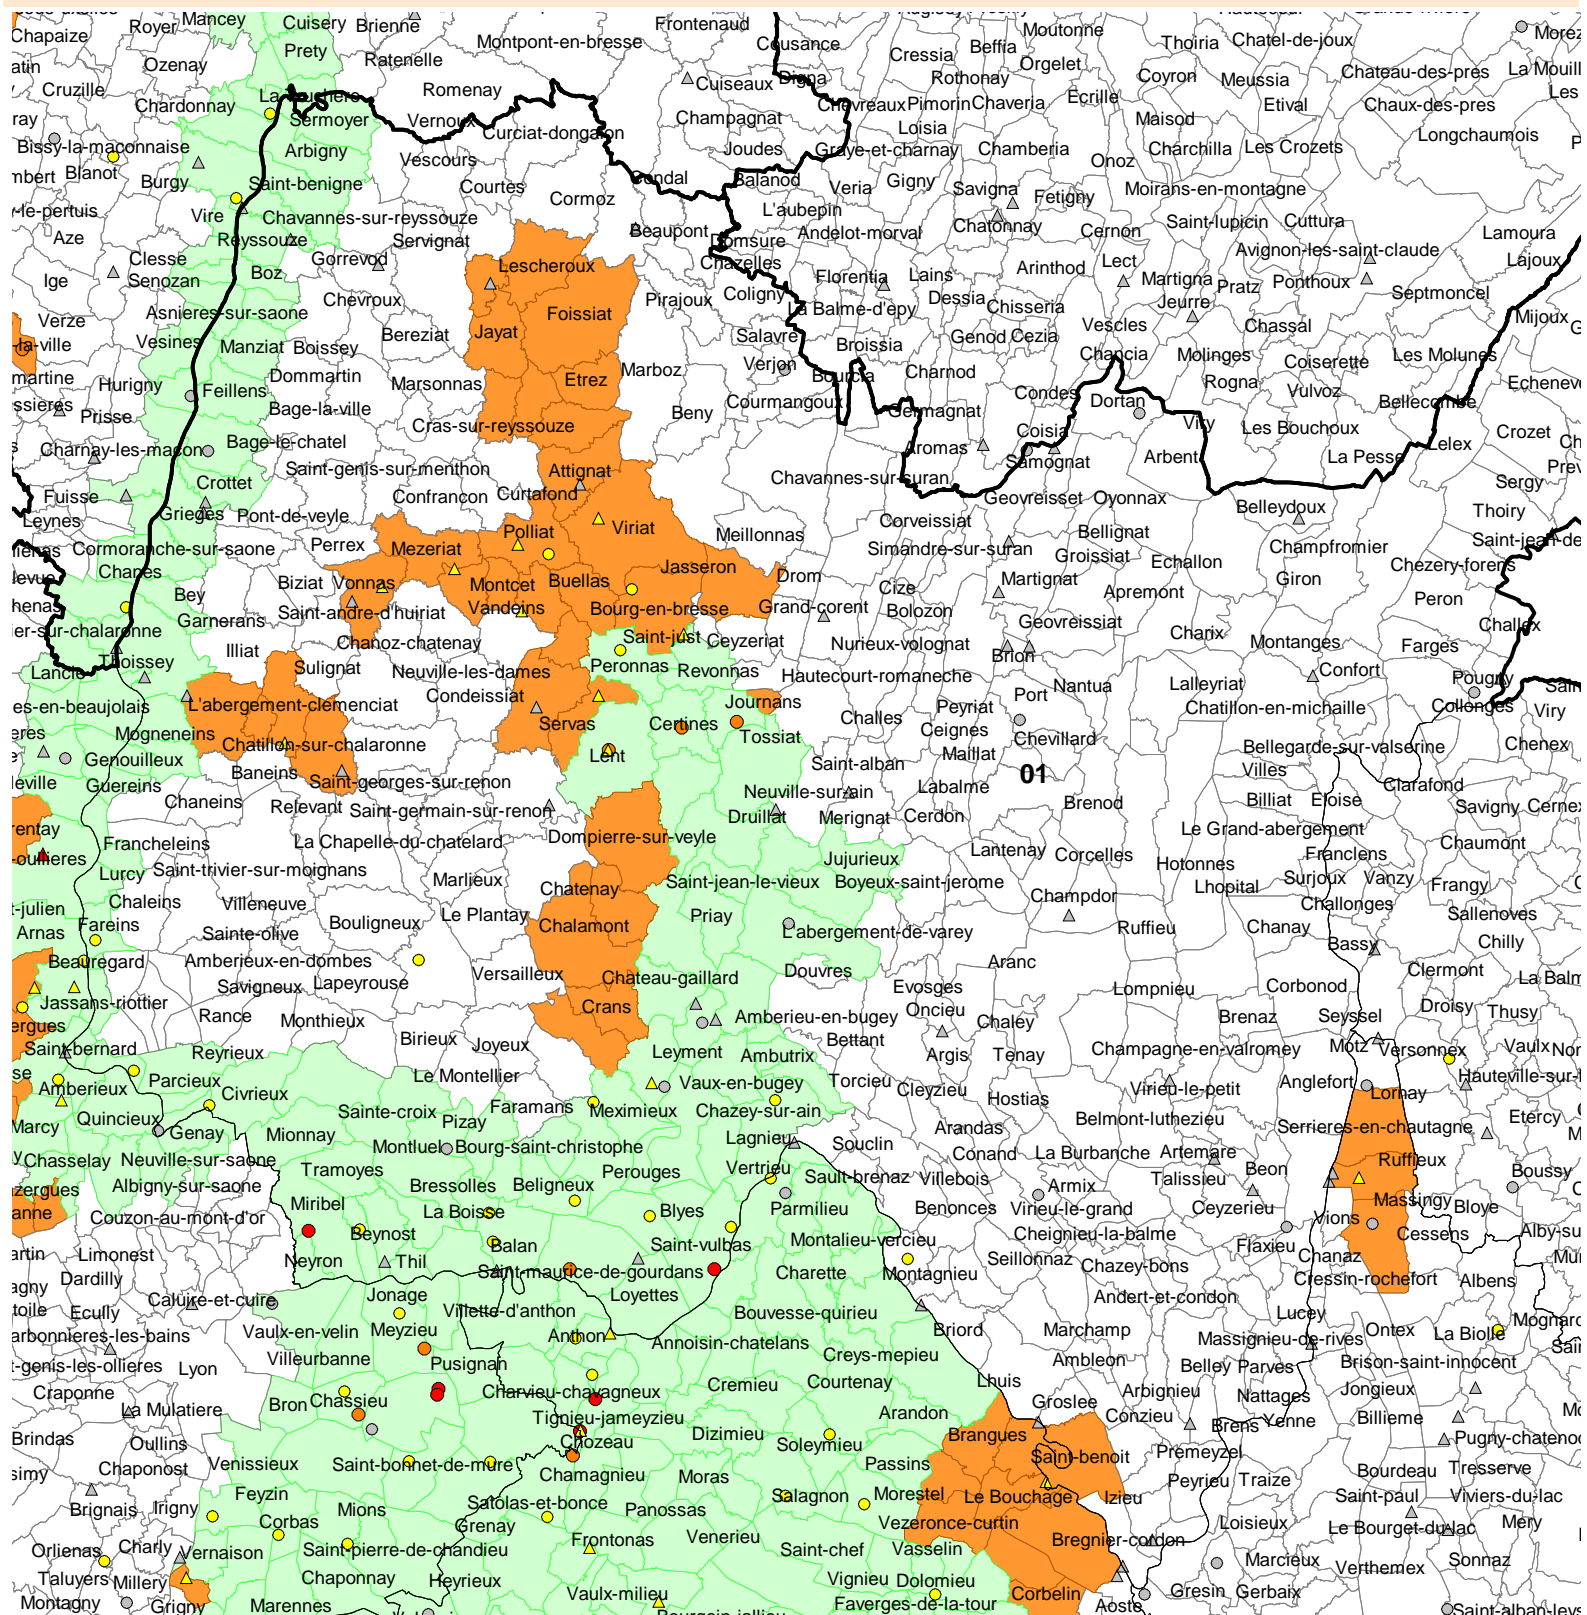 Mancey
Cuisery
Brienne
Frontenaud
Royer
Chapaize
Prety
Montpont-en-bresse
Cousance
Cressia
Beffia
Moutonne
Thoiria
Chatel-de-joux
Ozenay
Ratenelle
Orgelet
Cruzille
Chardonnay
Romenay
Cuiseaux
Digna
Rothonay
Coyron
Meussia
Chateau-des-pres
Chevreaux
Pimorin
Chaveria
Ecrille
Etival
Chaux-des-pres
Sermoyer
Vernoux
Curciat-dongalon
Champagnat
Loisia
Maisod
Longchaumois
Bissy-la-maconnaise
Arbigny
Vescours
Joudes
Graye-et-charnay
Chamberia
Onoz
Charchilla
Les Crozets
Blanot
Burgy
Saint-benigne
Courtes
Cormoz
Condal
Balanod
Veria
Gigny
Savigna
Fetigny
Moirans-en-montagne
Vire
Chavannes-sur-reyssouze
L'aubepin
Chatonnay
Saint-lupicin
Cuttura
Aze
Reyssouze
Servignat
Beaupont
Domsure
Andelot-morval
Cernon
Lamoura
Clesse
Gorrevod
Lescheroux
Chazelles
Avignon-les-saint-claude
Lajoux
Ige
Senozan
Boz
Florentia
Lains
Arinthod
Lect
Martigna
Pratz
Ponthoux
Septmoncel
Chevroux
Pirajoux
Coligny
Dessia
Chisseria
Jeurre
Verze
Asnieres-sur-saone
Foissiat
La Balme-d'epy
Mijoux
-la-ville
Vesines
Manziat
Boissey
Bereziat
Jayat
Salavre
Broissia
Genod
Cezia
Vescles
Chassal
Chancia
Molinges
Coiserette
Les Molunes
Hurigny
Feillens
Dommartin
Marsonnas
Etrez
Marboz
Verjon
Bourcia
Charnod
Rogna
Vulvoz
Prisse
Bage-la-ville
Beny
Courmangoux
Germagnat
Condes
Dortan
Bellecombe
Cras-sur-reyssouze
Viry
Les Bouchoux
Crozet
Charnay-les-macon
Bage-le-chatel
Aromas
Coisia
Lelex
Saint-genis-sur-menthon
Attignat
Samognat
Arbent
La Pesse
Crottet
Confrancon
Curtafond
Chavannes-sur-suran
Sergy
Fuisse
Geovreisset
Oyonnax
Belleydoux
Leynes
Grieges
Pont-de-veyle
Polliat
Viriat
Meillonnas
Corveissiat
Bellignat
Thoiry
Cormoranche-sur-saone
Perrex
Mezeriat
Simandre-sur-suran
Groissiat
Echallon
Champfromier
Chanes
Biziat
Vonnas
Montcet
Buellas
Jasseron
Drom
Cize
Martignat
Giron
Chezery-forens
Bey
Apremont
Peron
Saint-andre-d'huiriat
Vandeins
Bourg-en-bresse
Grand-corent
Bolozon
Garnerans
Geovreissiat
Illiat
Chanoz-chatenay
Saint-just
Ceyzeriat
Nurieux-volognat
Charix
Montanges
Challex
Thoissey
Sulignat
Neuville-les-dames
Peronnas
Revonnas
Brion
Farges
Lancie
Hautecourt-romaneche
Nantua
Lalleyriat
Confort
Pougny
L'abergement-clemenciat
Condeissiat
Journans
Port
Peyriat
Chatillon-en-michaille
Collonges
Viry
Mogneneins
Servas
Certines
Tossiat
Challes
Ceignes
Chevillard
Genouilleux
Chatillon-sur-chalaronne
Lent
Maillat
Bellegarde-sur-valserine
Chenex
Baneins
Saint-georges-sur-renon
Saint-alban
01
Villes
Guereins
Labalme
Clarafond
Chaneins
Relevant
Saint-germain-sur-renon
Neuville-sur-ain
Brenod
Billiat
Eloise
Savigny
Druillat
Merignat
Cerdon
Le Grand-abergement
Francheleins
La Chapelle-du-chatelard
Dompierre-sur-veyle
Lantenay
Corcelles
Franclens
Chaumont
Jujurieux
Hotonnes
Lurcy
Saint-trivier-sur-moignans
Marlieux
Chatenay
Saint-jean-le-vieux
Boyeux-saint-jerome
Champdor
Lhopital
Surjoux
Vanzy
Frangy
Chaleins
Villeneuve
Challonges
Sallenoves
Arnas
Fareins
Bouligneux
Le Plantay
Chalamont
Priay
L'abergement-de-varey
Ruffieu
Chanay
Bassy
Chilly
Sainte-olive
Beauregard
Amberieux-en-dombes
Versailleux
Chateau-gaillard
Douvres
Aranc
Clermont
Jassans-riottier
Savigneux
Lapeyrouse
Crans
Evosges
Lompnieu
Corbonod
Droisy
Thusy
Rance
Monthieux
Amberieu-en-bugey
Oncieu
Chaley
Brenaz
Seyssel
Saint-bernard
Reyrieux
Birieux
Joyeux
Leyment
Ambutrix
Bettant
Argis
Tenay
Champagne-en-valromey
Motz
Versonnex
Vaulx
Amberieux
Parcieux
Civrieux
Le Montellier
Vaux-en-bugey
Torcieu
Cleyzieu
Virieu-le-petit
Anglefort
Lornay
Quincieux
Sainte-croix
Faramans
Meximieux
Chazey-sur-ain
Hostias
Belmont-luthezieu
Etercy
Genay
Mionnay
Pizay
Lagnieu
Souclin
Arandas
Serrieres-en-chautagne
Chasselay
Neuville-sur-saone
Montluel
Bourg-saint-christophe
Conand
La Burbanche
Artemare
Ruffieux
Tramoyes
Perouges
Vertrieu
Sault-brenaz
Villebois
Talissieu
Beon
Boussy
Albigny-sur-saone
Miribel
Bressolles
Beligneux
Armix
Massingy
Couzon-au-mont-d'or
La Boisse
Blyes
Parmilieu
Benonces
Virieu-le-grand
Ceyzerieu
Vions
Bloye
Limonest
Neyron
Beynost
Balan
Saint-vulbas
Montalieu-vercieu
Cheignieu-la-balme
Flaxieu
Cessens
Thil
Saint-maurice-de-gourdans
Charette
Montagnieu
Seillonnaz
Chazey-bons
Chanaz
Dardilly
Cressin-rochefort
Albens
Caluire-et-cuire
Jonage
Loyettes
Andert-et-condon
Ecully
Villette-d'anthon
Bouvesse-quirieu
Lucey
Vaulx-en-velin
Meyzieu
Anthon
Annoisin-chatelans
Briord
Marchamp
Massignieu-de-rives
Ontex
La Biolle
Lyon
Villeurbanne
Pusignan
Creys-mepieu
Ambleon
Belley
Parves
Brison-saint-innocent
Craponne
Bron
Chassieu
Charvieu-chavagneux
Cremieu
Courtenay
Lhuis
Arbignieu
Nattages
Jongieux
La Mulatiere
Tignieu-jameyzieu
Arandon
Groslee
Conzieu
Brens
Yenne
Billieme
Brindas
Oullins
Chozeau
Dizimieu
Soleymieu
Brangues
Saint-benoit
Premeyzel
Chaponost
Venissieux
Saint-bonnet-de-mure
Chamagnieu
Moras
Passins
Peyrieu
Traize
Bourdeau
Tresserve
Brignais
Irigny
Feyzin
Mions
Satolas-et-bonce
Panossas
Salagnon
Morestel
Le Bouchage
Izieu
Saint-paul
Viviers-du-lac
Corbas
Grenay
Vezeronce-curtin
Loisieux
Le Bourget-du-lac
Mery
Orlienas
Charly
Vernaison
Saint-pierre-de-chandieu
Frontonas
Venerieu
Saint-chef
Vasselin
Bregnier-cordon
Marcieux
Verthemex
Sonnaz
Taluyers
Millery
Chaponnay
Heyrieux
Vaulx-milieu
Vignieu
Dolomieu
Corbelin
Gresin
Gerbaix
Montagny
Grigny
Marennes
Faverges-de-la-tour
Aoste